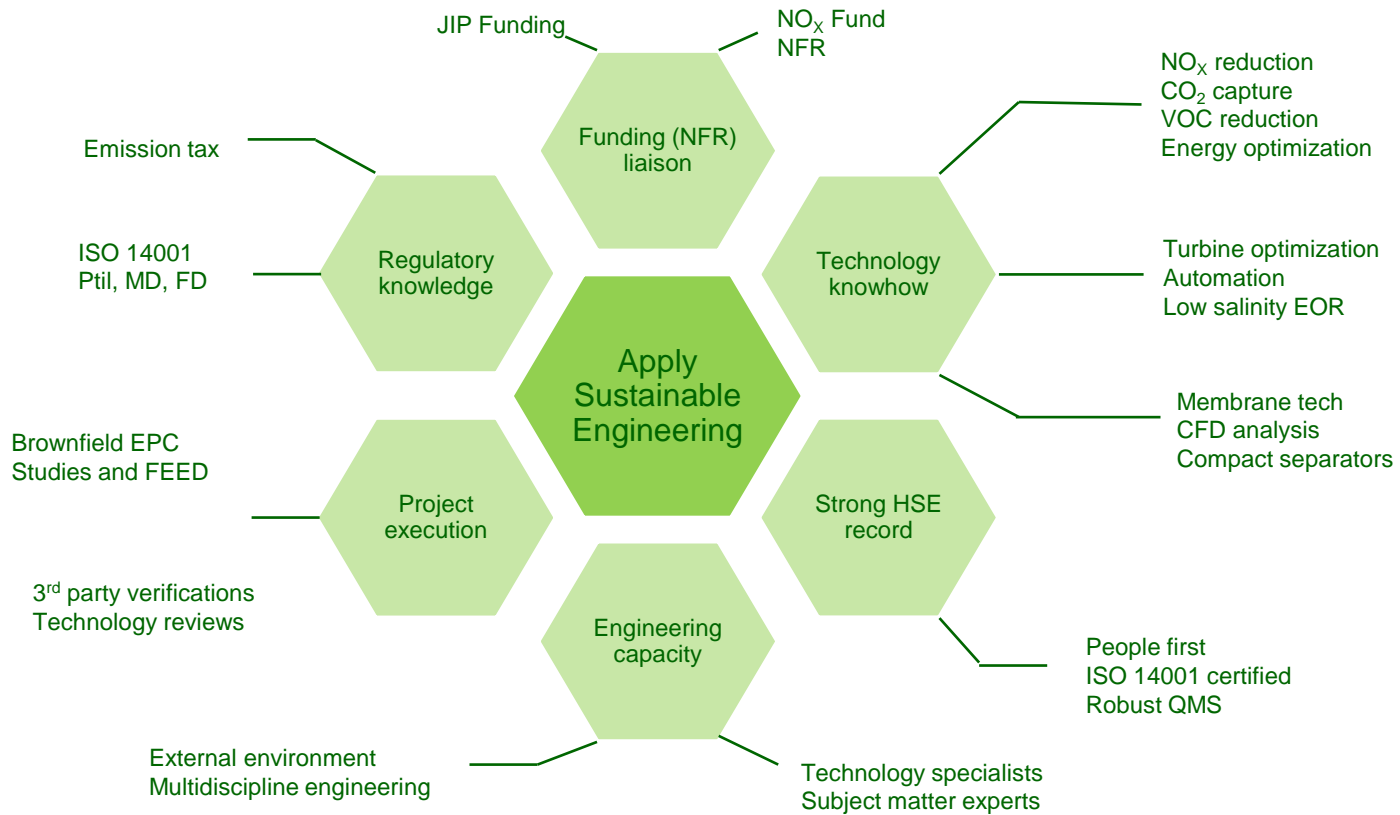 JIP Funding
NOX Fund
NFR
NOX reduction
CO2 capture
VOC reduction
Energy optimization
Funding (NFR)
liaison
Emission tax
ISO 14001
Ptil, MD, FD
Regulatory
knowledge
Technology
knowhow
Turbine optimization
Automation
Low salinity EOR
Apply
Sustainable
Engineering
Membrane tech
CFD analysis
Compact separators
Brownfield EPC
Studies and FEED
Project
execution
Strong HSE
record
3rd party verifications
Technology reviews
Engineering
capacity
People first
ISO 14001 certified
Robust QMS
External environment
Multidiscipline engineering
Technology specialists
Subject matter experts